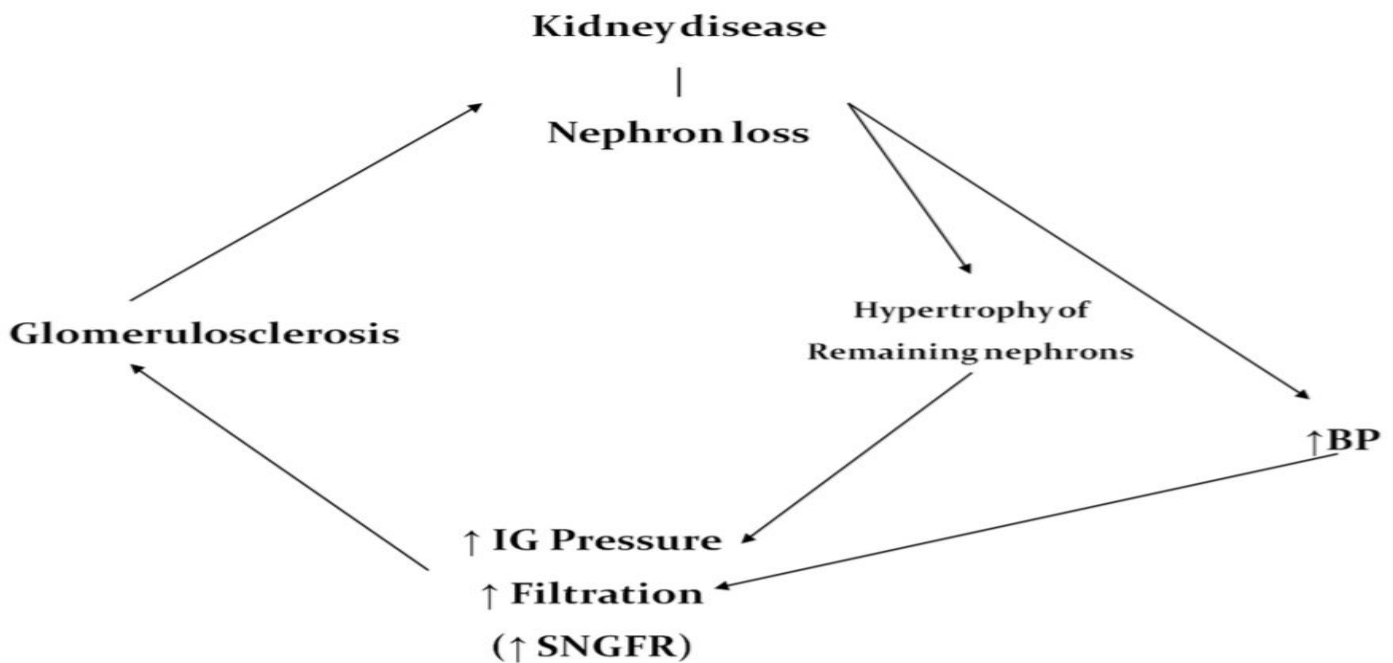 Kidney disease
Nephron loss
Hypertrophy of
Remaining nephrons
Glomerulosclerosis
↑BP
↑ IG Pressure
↑ Filtration
(↑ SNGFR)